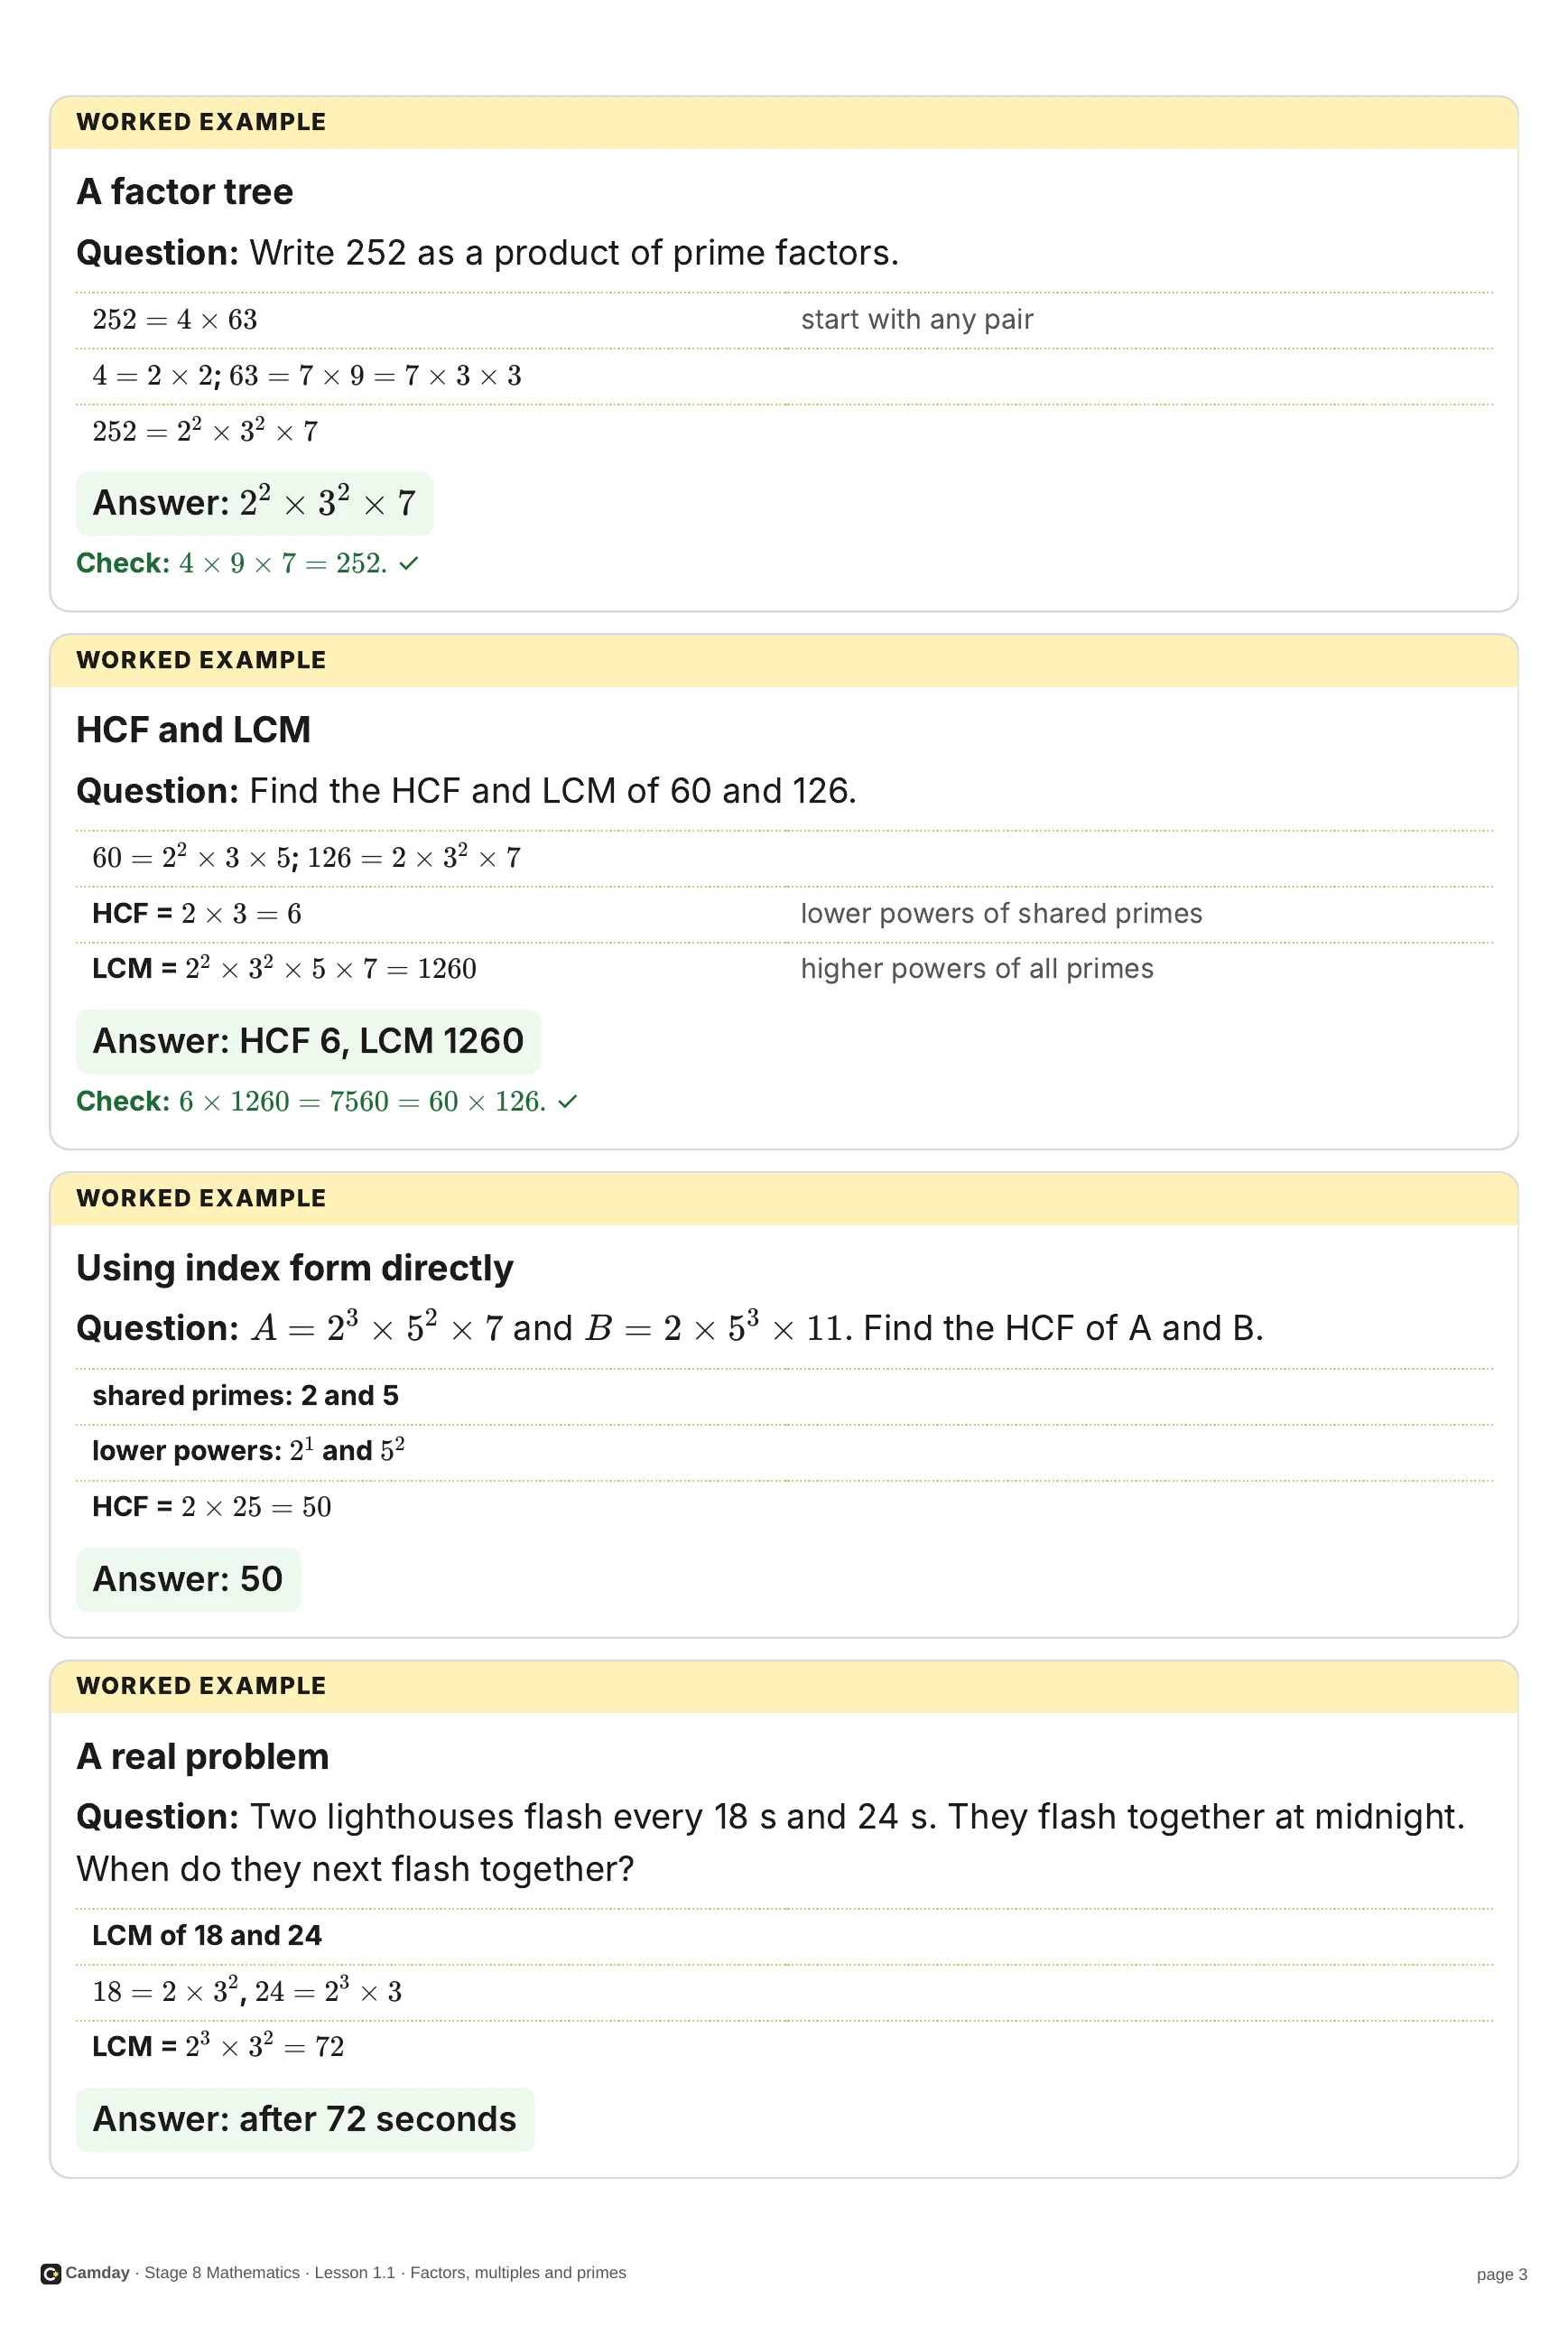 WORKED EXAMPLE
A factor tree
Question: Write 252 as a product of prime factors.
252 = 4 × 63 start with any pair
4 = 2 × 2; 63 = 7 × 9 = 7 × 3 × 3
252 = 2² × 3² × 7
Answer: 2² × 3² × 7
Check: 4 × 9 × 7 = 252. ✓
WORKED EXAMPLE
HCF and LCM
Question: Find the HCF and LCM of 60 and 126.
60 = 2² × 3 × 5; 126 = 2 × 3² × 7
HCF = 2 × 3 = 6 lower powers of shared primes
LCM = 2² × 3² × 5 × 7 = 1260 higher powers of all primes
Answer: HCF 6, LCM 1260
Check: 6 × 1260 = 7560 = 60 × 126. ✓
WORKED EXAMPLE
Using index form directly
Question: A = 2³ × 5² × 7 and B = 2 × 5³ × 11. Find the HCF of A and B.
shared primes: 2 and 5
lower powers: 2¹ and 5²
HCF = 2 × 25 = 50
Answer: 50
WORKED EXAMPLE
A real problem
Question: Two lighthouses flash every 18 s and 24 s. They flash together at midnight.
When do they next flash together?
LCM of 18 and 24
18 = 2 × 3², 24 = 2³ × 3
LCM = 2³ × 3² = 72
Answer: after 72 seconds
Camday · Stage 8 Mathematics · Lesson 1.1 · Factors, multiples and primes page 3